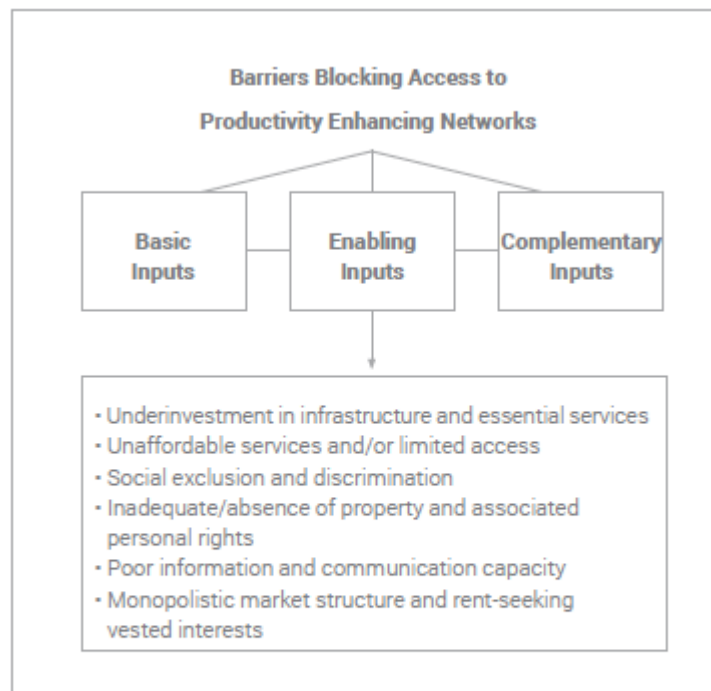 Barriers Blocking Access to
Productivity Enhancing Networks
Basic
Inputs
Enabling
Inputs
Complementary
Inputs
• Underinvestment in infrastructure and essential services
• Unaffordable services and/or limited access
• Social exclusion and discrimination
• Inadequate/absence of property and associated
personal rights
• Poor information and communication capacity
• Monopolistic market structure and rent-seeking
vested interests